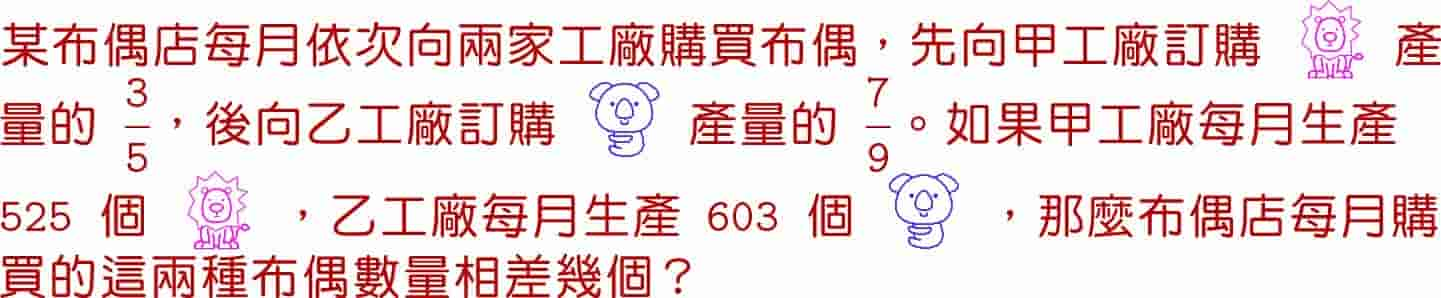 某布偶店每月依次向兩家工廠購買布偶，先向甲工廠訂購 產
量的 3/5，後向乙工廠訂購 產量的 7/9。如果甲工廠每月生產
525 個 ，乙工廠每月生產 603 個 ，那麼布偶店每月購
買的這兩種布偶數量相差幾個？